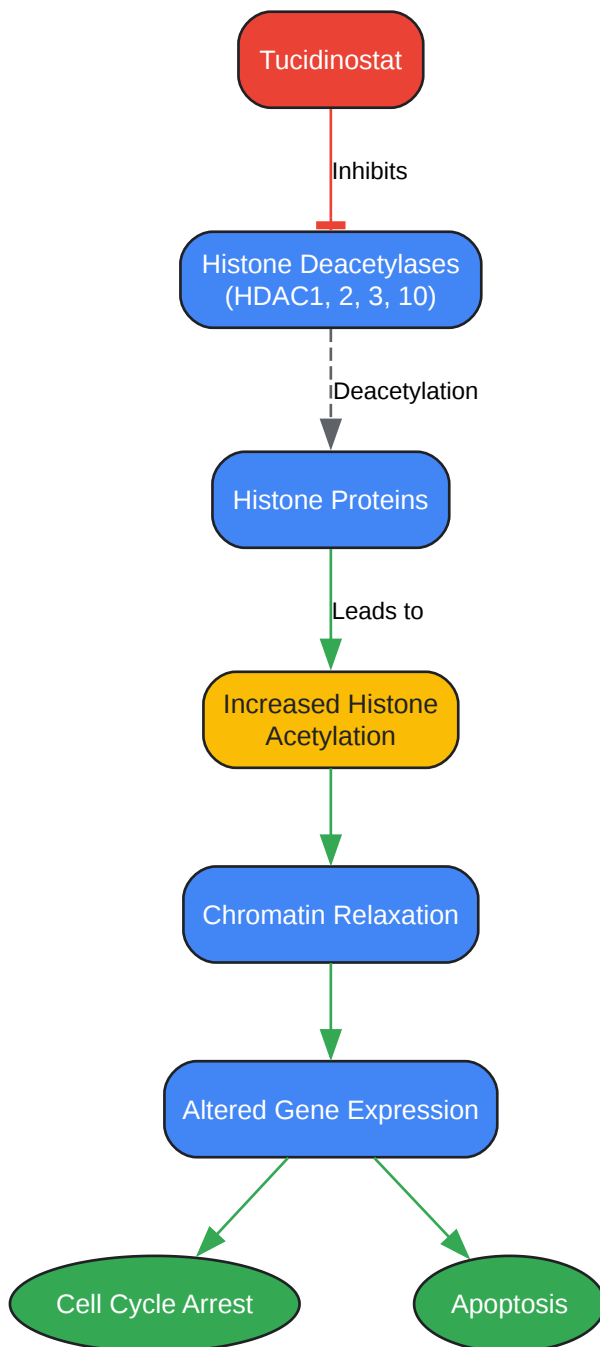 Tucidinostat
Inhibits
Histone Deacetylases
(HDAC1, 2, 3, 10)
Deacetylation
Histone Proteins
Leads to
Increased Histone
Acetylation
Chromatin Relaxation
Altered Gene Expression
Cell Cycle Arrest
Apoptosis